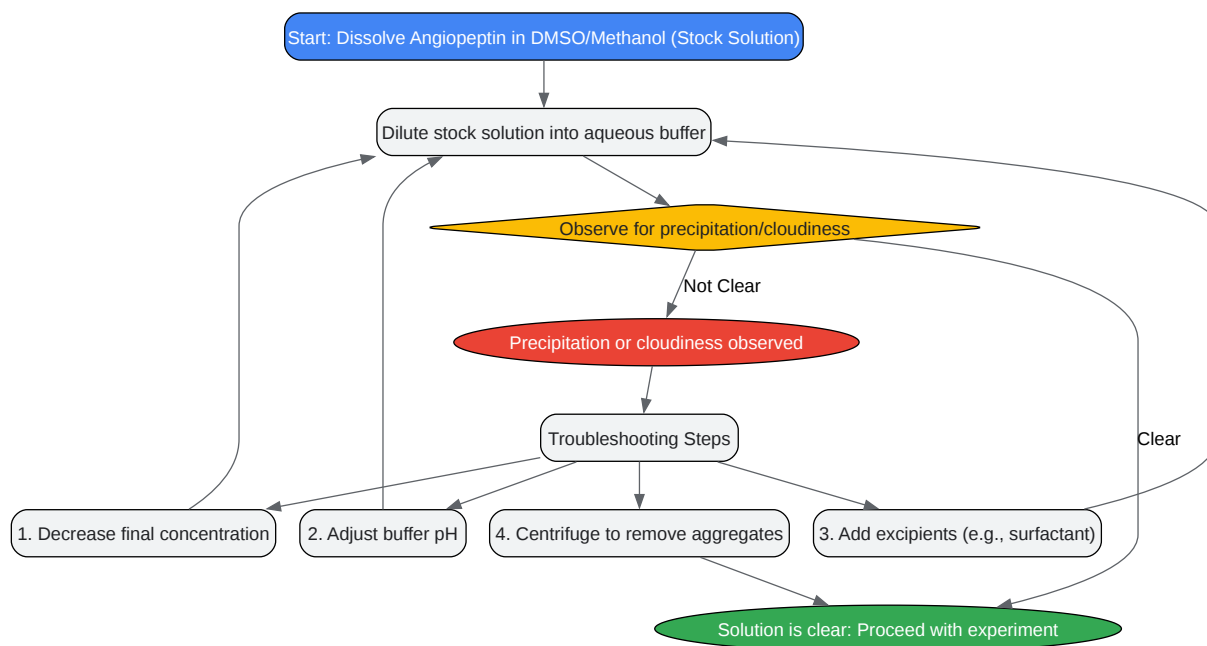 Start: Dissolve Angiopeptin in DMSO/Methanol (Stock Solution)
Dilute stock solution into aqueous buffer
Observe for precipitation/cloudiness
Not Clear
Precipitation or cloudiness observed
Troubleshooting Steps
Clear
1. Decrease final concentration
2. Adjust buffer pH
4. Centrifuge to remove aggregates
3. Add excipients (e.g., surfactant)
Solution is clear: Proceed with experiment